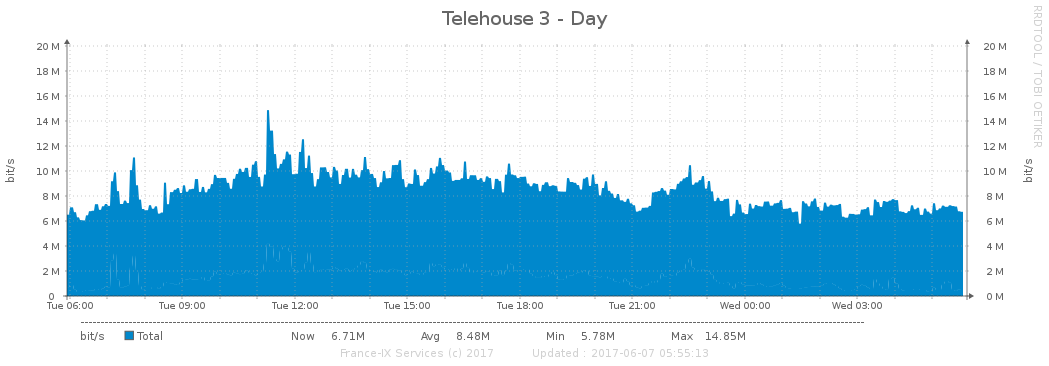 Telehouse 3 - Day
RRDTOOL / TOBI OETIKER
bit/s
bit/s
20 M 20 M
18 M 18 M
16 M 16 M
14 M 14 M
12 M 12 M
10 M 10 M
8 M 8 M
6 M 6 M
4 M 4 M
2 M 2 M
0 0 M
Tue 06:00 Tue 09:00 Tue 12:00 Tue 15:00 Tue 18:00 Tue 21:00 Wed 00:00 Wed 03:00
bit/s Total Now 6.71M Avg 8.48M Min 5.78M Max 14.85M
France-IX Services (c) 2017 Updated : 2017-06-07 05:55:13